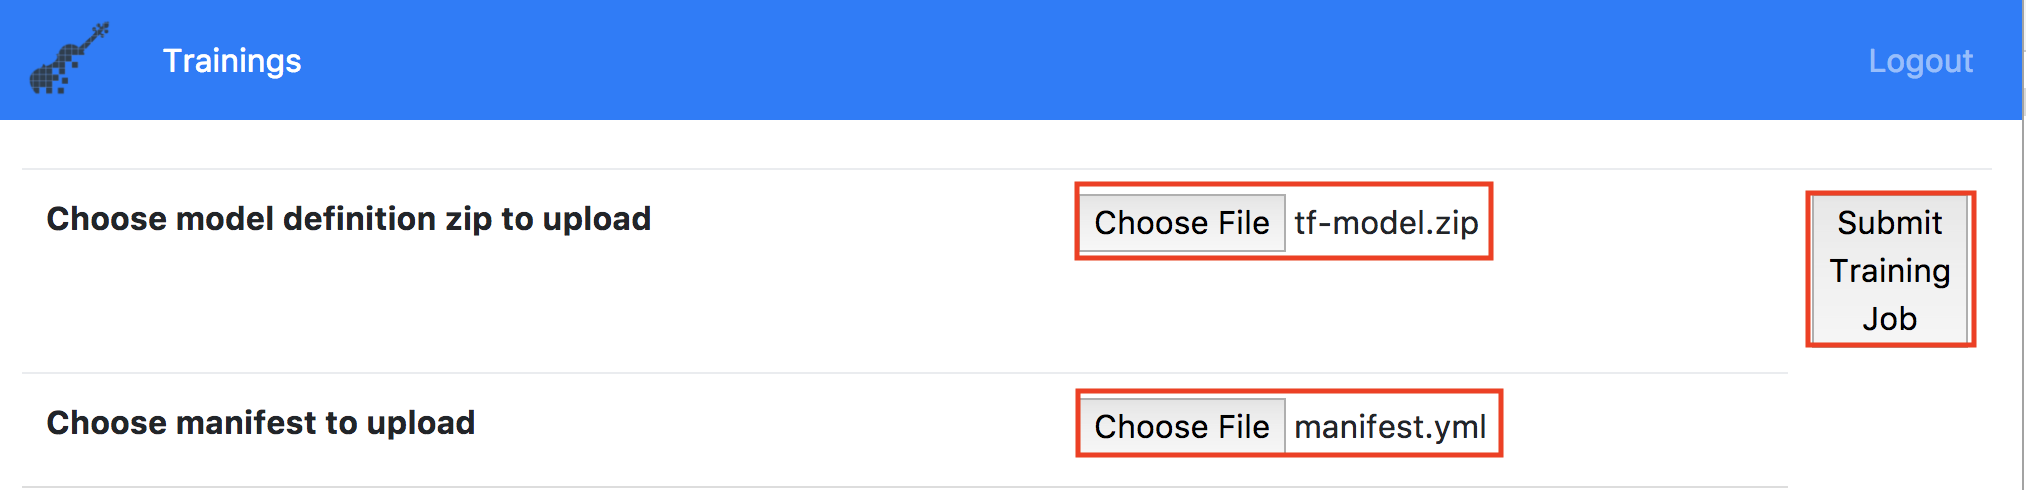 Trainings
Logout
Choose model definition zip to upload
Choose File
tf-model.zip
Submit
Training
Job
Choose manifest to upload
Choose File
manifest.yml